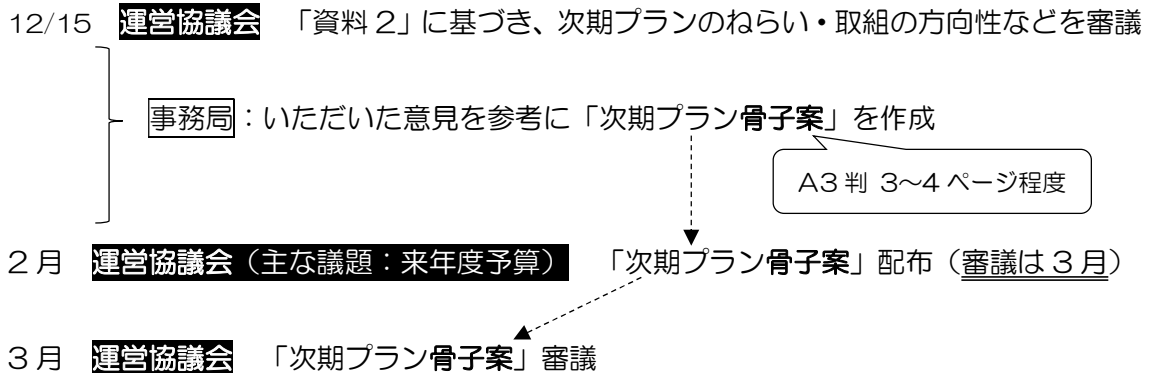 12/15 運営協議会 「資料２」に基づき、次期プランのねらい・取組の方向性などを審議
事務局：いただいた意見を参考に「次期プラン骨子案」を作成
A3判 3～4ページ程度
２月 運営協議会（主な議題：来年度予算） 「次期プラン骨子案」配布（審議は３月）
３月 運営協議会 「次期プラン骨子案」審議